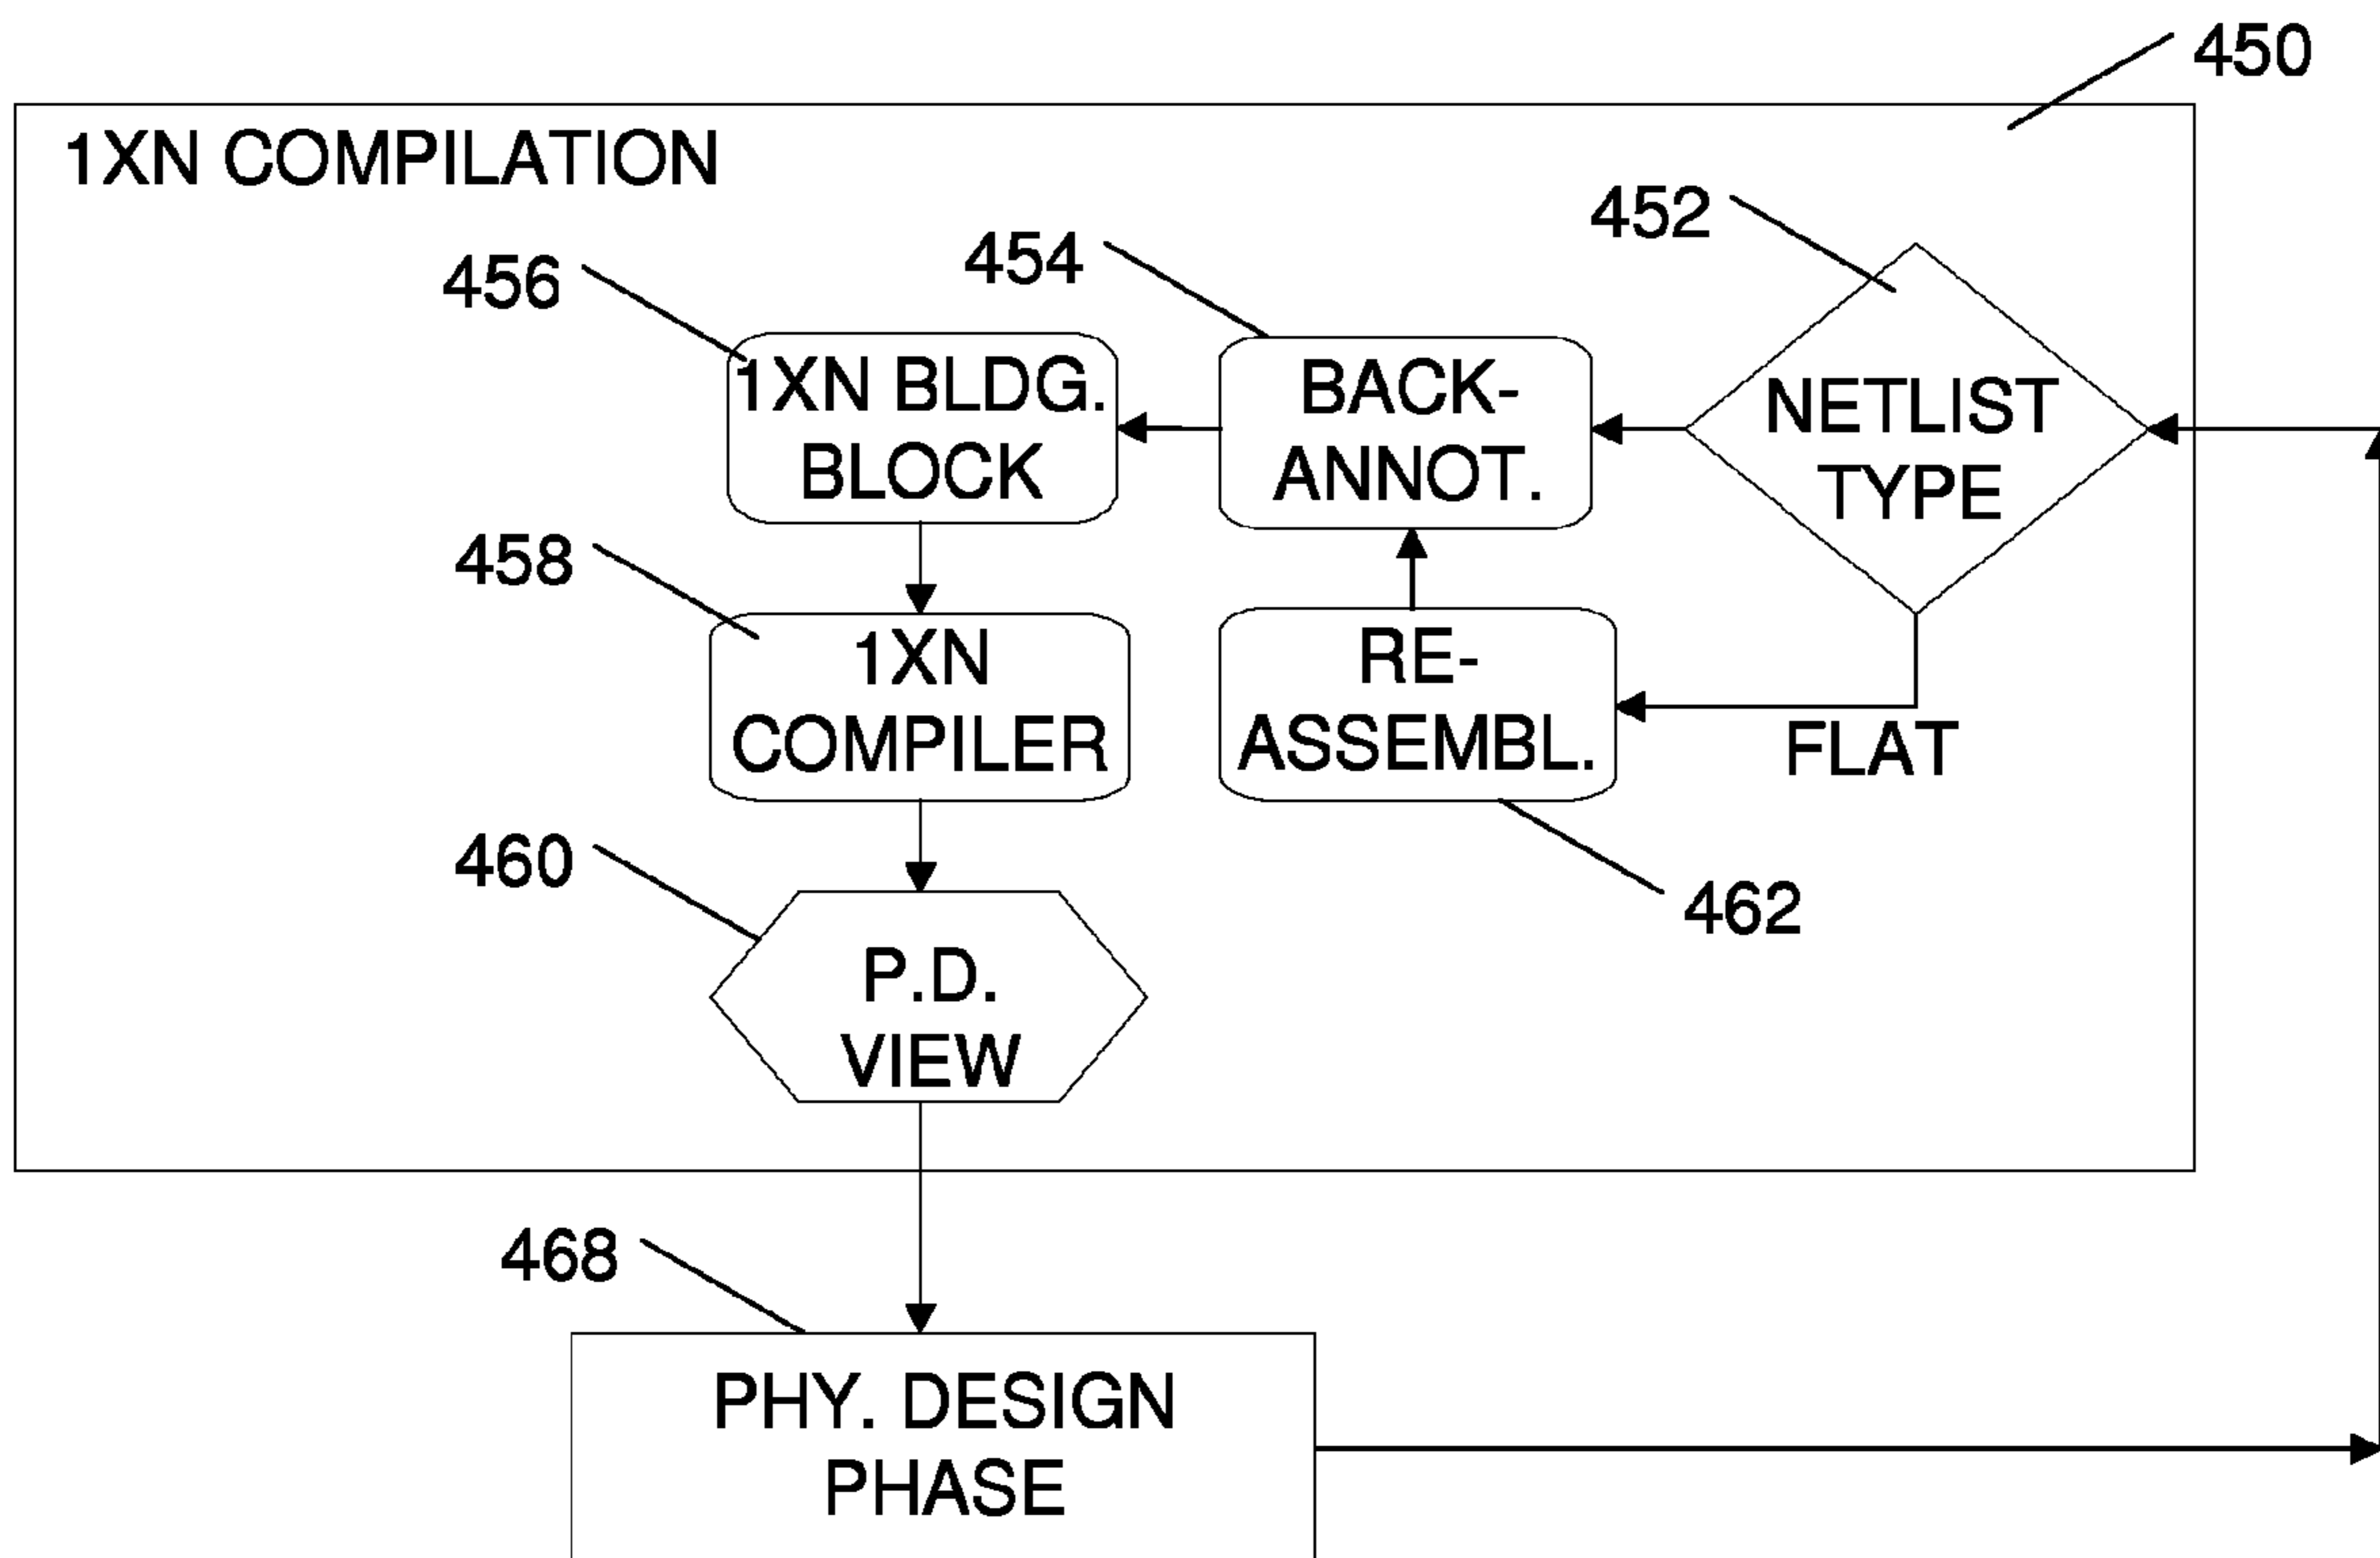 450
1XN COMPILATION
452
454
456
1XN BLDG.
BLOCK
BACK-
ANNOT.
NETLIST
TYPE
458
1XN
COMPILER
RE-
ASSEMBL.
FLAT
460
462
P.D.
VIEW
468
PHY. DESIGN
PHASE